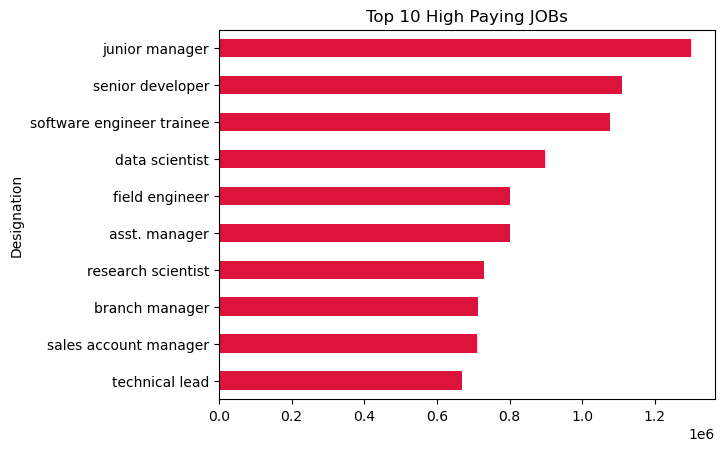 Top 10 High Paying JOBs
Designation
junior manager
senior developer
software engineer trainee
data scientist
field engineer
asst. manager
research scientist
branch manager
sales account manager
technical lead
0.0 0.2 0.4 0.6 0.8 1.0 1.2
1e6